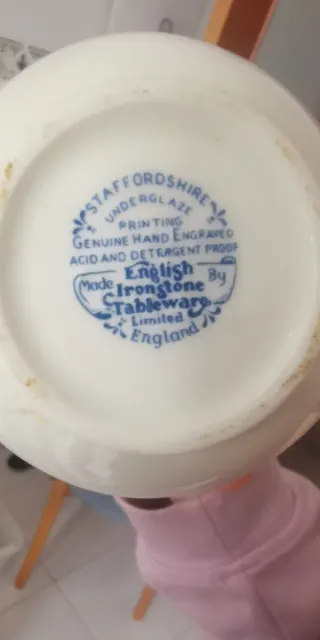 STAFFORDSHIRE
UNDERGLAZE
PRINTING
GENUINE HAND ENGRAVED
ACID AND DETERGENT PROOF
Made English By
Ironstone
Tableware
Limited
England